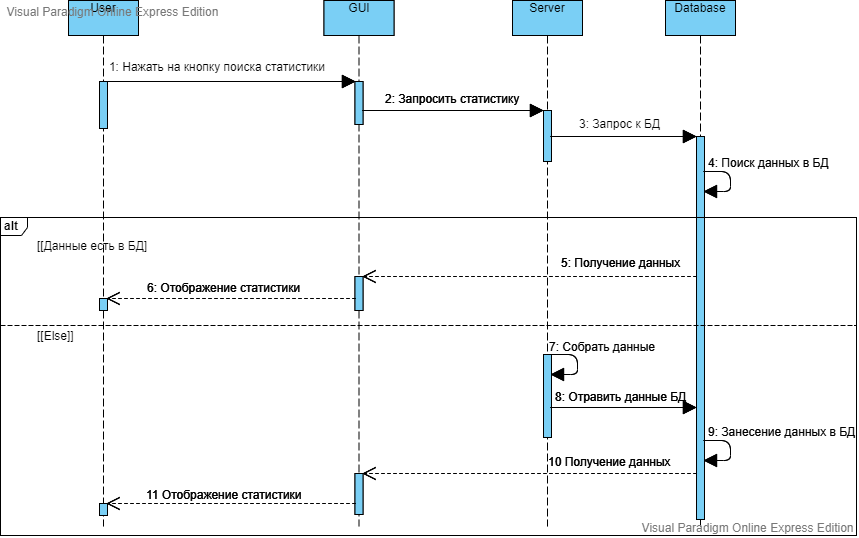 Visual Paradigm Online Express Edition
User
GUI
Server
Database
1: Нажать на кнопку поиска статистики
2: Запросить статистику
3: Запрос к БД
4: Поиск данных в БД
alt
[[Данные есть в БД]
5: Получение данных
6: Отображение статистики
[[Else]]
7: Собрать данные
8: Отравить данные БД
9: Занесение данных в БД
10 Получение данных
11 Отображение статистики
Visual Paradigm Online Express Edition